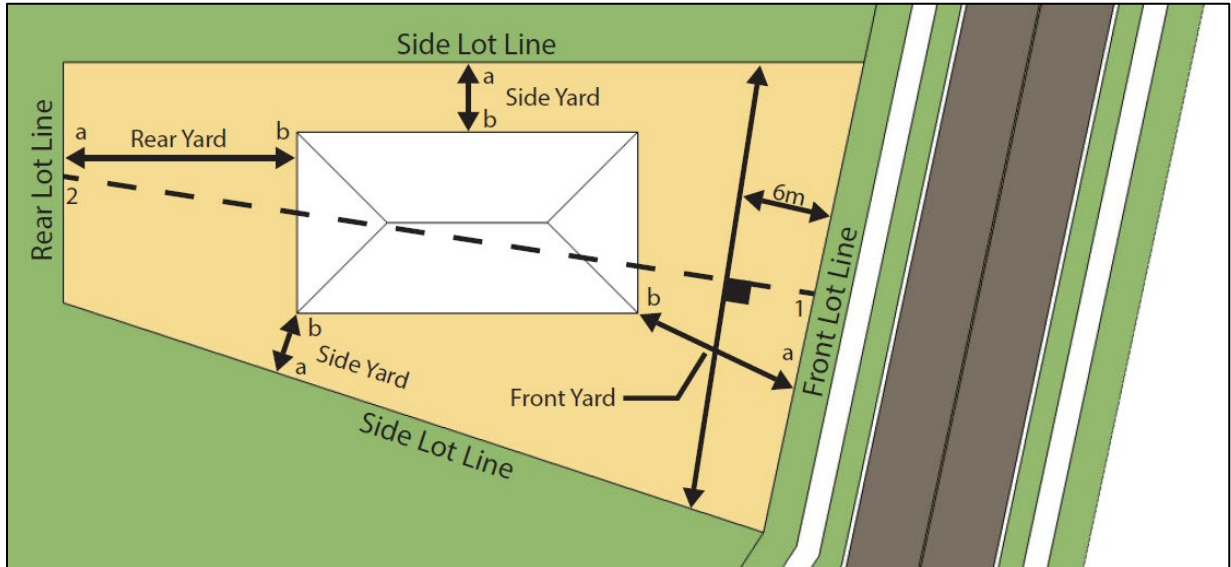 Side Lot Line
a
Side Yard
b
Rear Lot Line
a
Rear Yard
b
2
6m
1
Front Lot Line
b
a
Side Yard
b
a
Front Yard
Side Lot Line